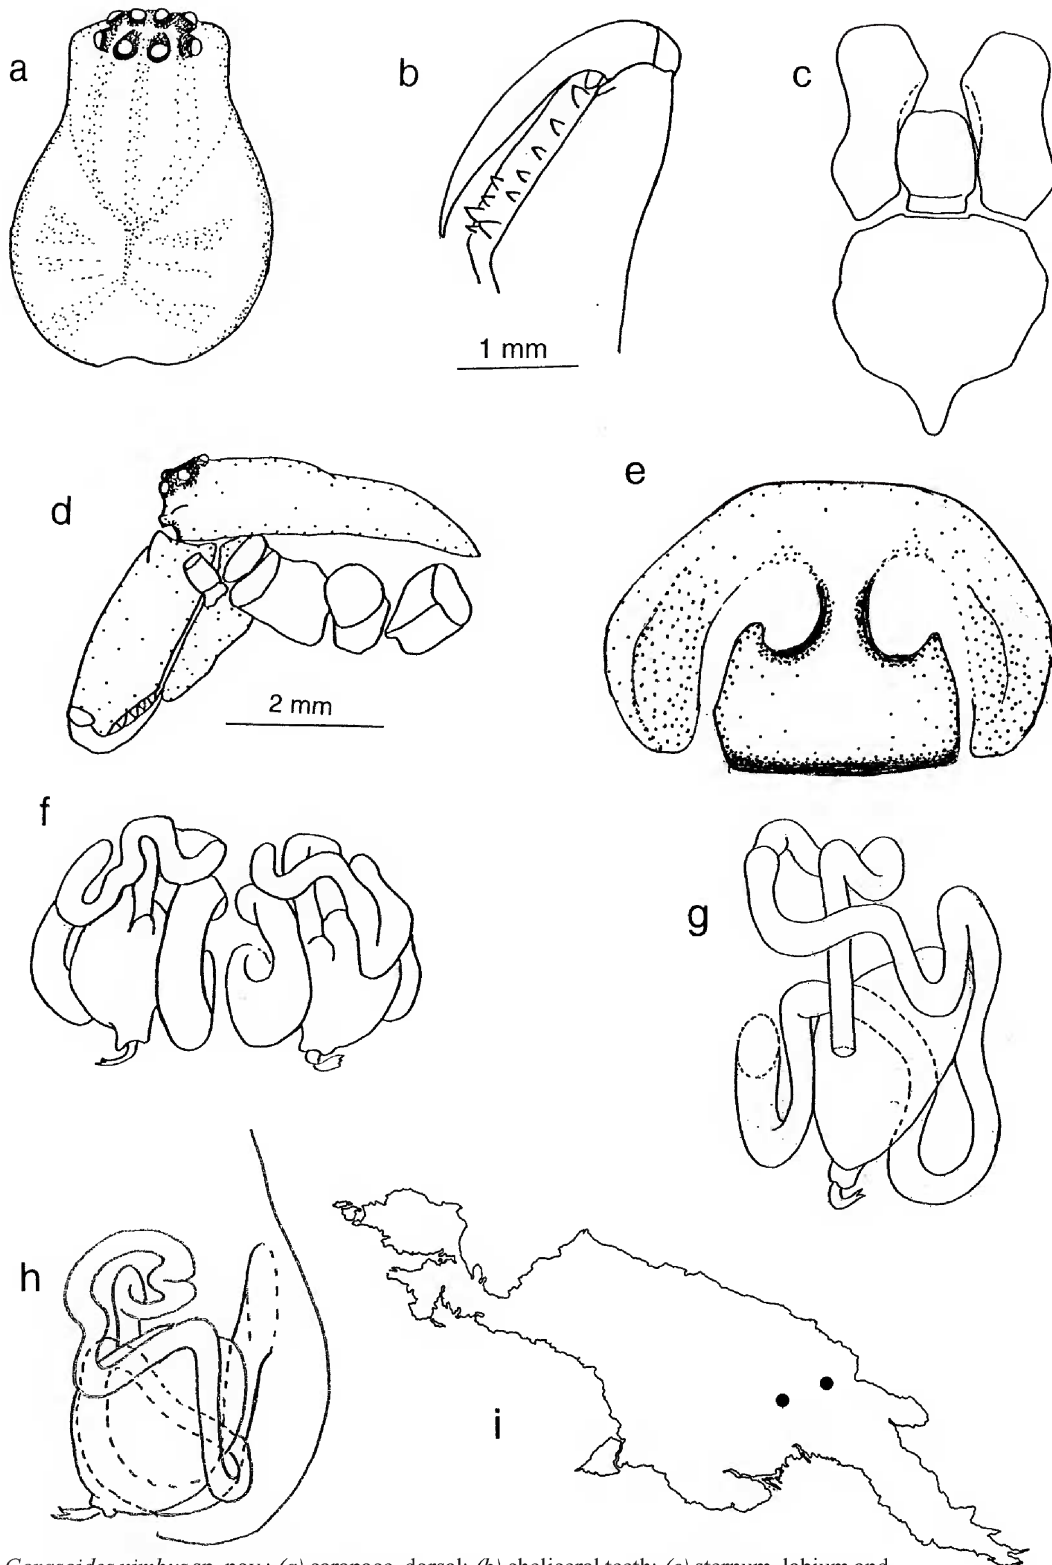 a
b
c
1 mm
d
e
2 mm
f
g
h
i
sp. nov.: (a) carapace, dorsal; (b) cheliceral teeth; (c) sternum, labium and